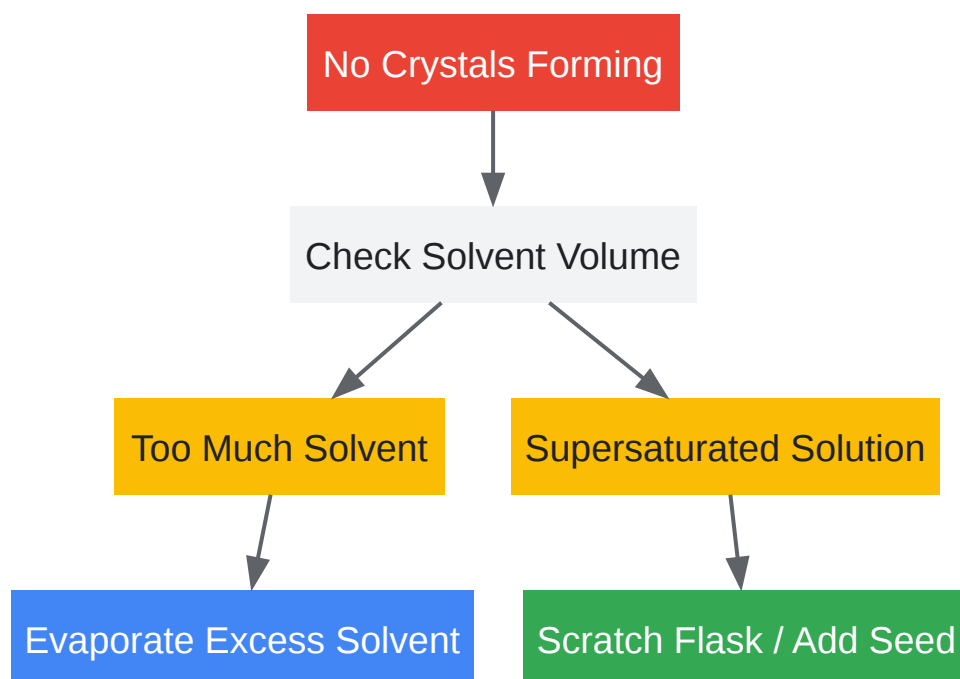 No Crystals Forming
Check Solvent Volume
Too Much Solvent
Supersaturated Solution
Evaporate Excess Solvent
Scratch Flask / Add Seed